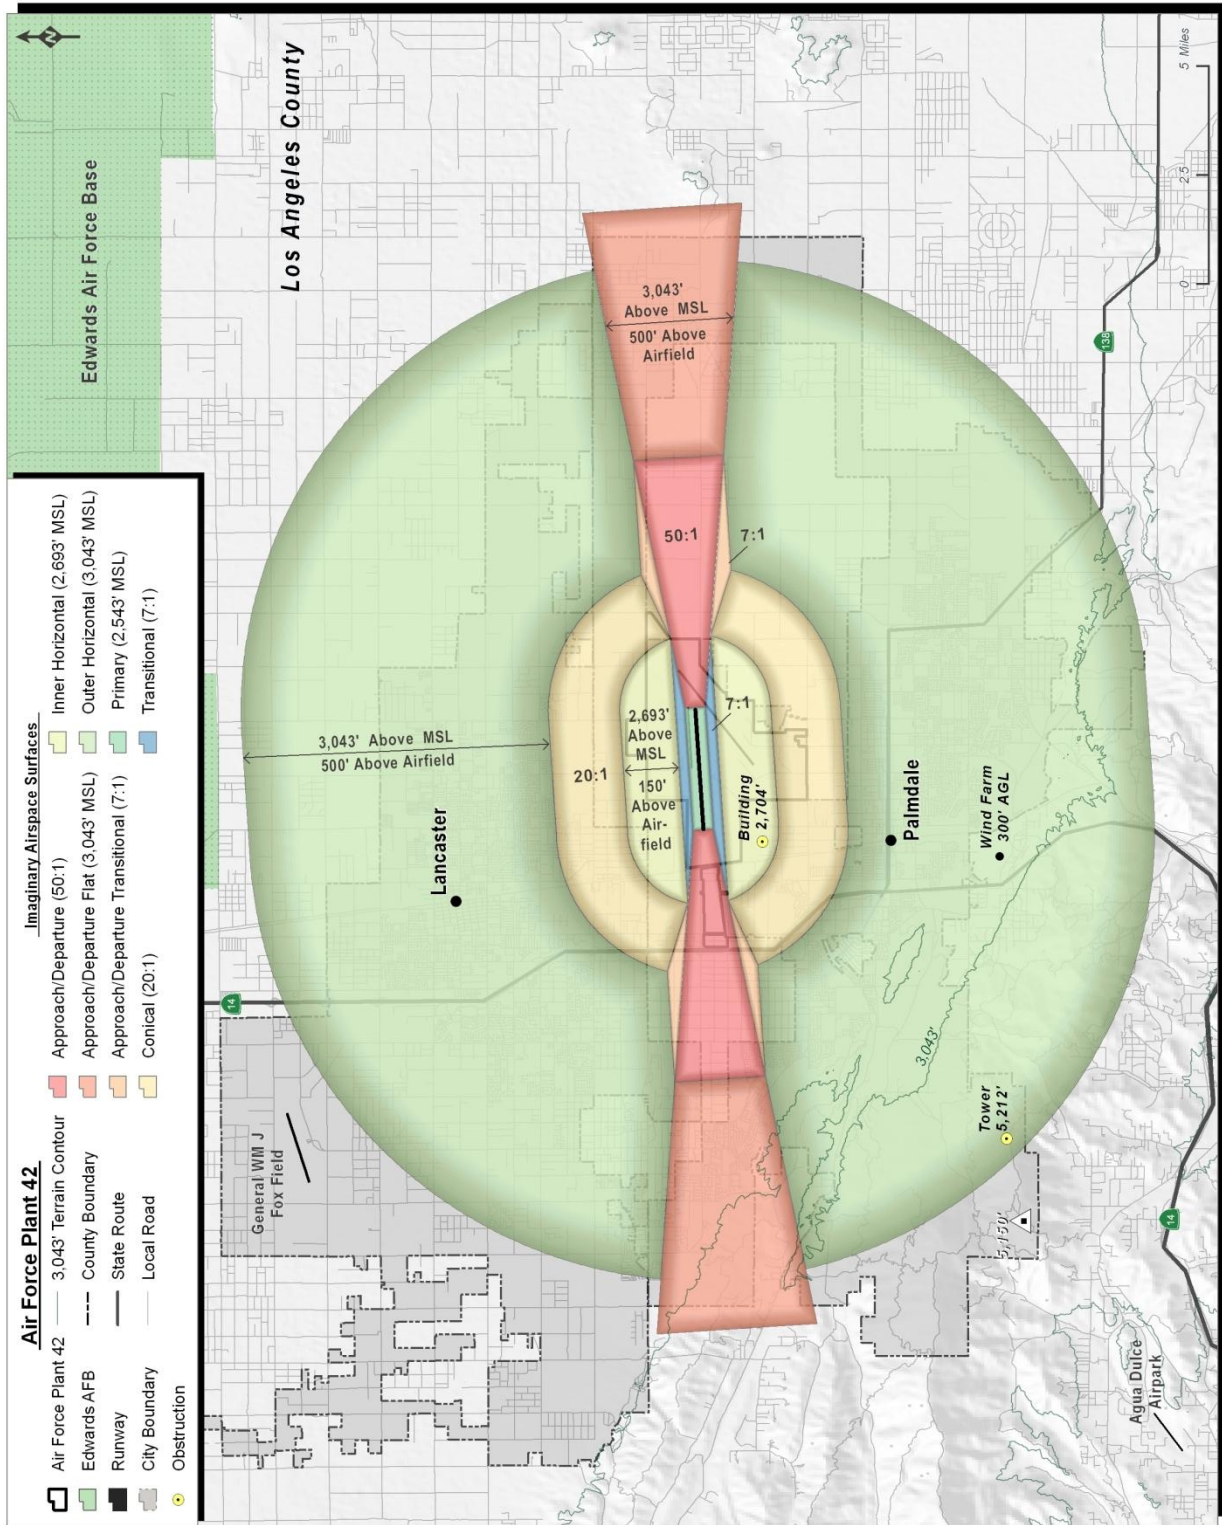 Air Force Plant 42
Air Force Plant 42
Edwards AFB
Runway
City Boundary
Obstruction
3,043' Terrain Contour
County Boundary
State Route
Local Road
Imaginary Airspace Surfaces
Approach/Departure (50:1)
Approach/Departure Flat (3,043' MSL)
Approach/Departure Transitional (7:1)
Conical (20:1)
Inner Horizontal (2,693' MSL)
Outer Horizontal (3,043' MSL)
Primary (2,543' MSL)
Transitional (7:1)
N
Edwards Air Force Base
Los Angeles County
14
General WM J
Fox Field
3,043' Above MSL
500' Above Airfield
Lancaster
20:1
2,693'
Above
MSL
150'
Above
Air-
field
3,043'
Above MSL
500' Above
Airfield
50:1
7:1
7:1
Building
2,704'
Palmdale
Wind Farm
300' AGL
3,043'
Tower
5,212'
5,150'
138
14
Agua Dulce
Airpark
0
2.5
5 Miles